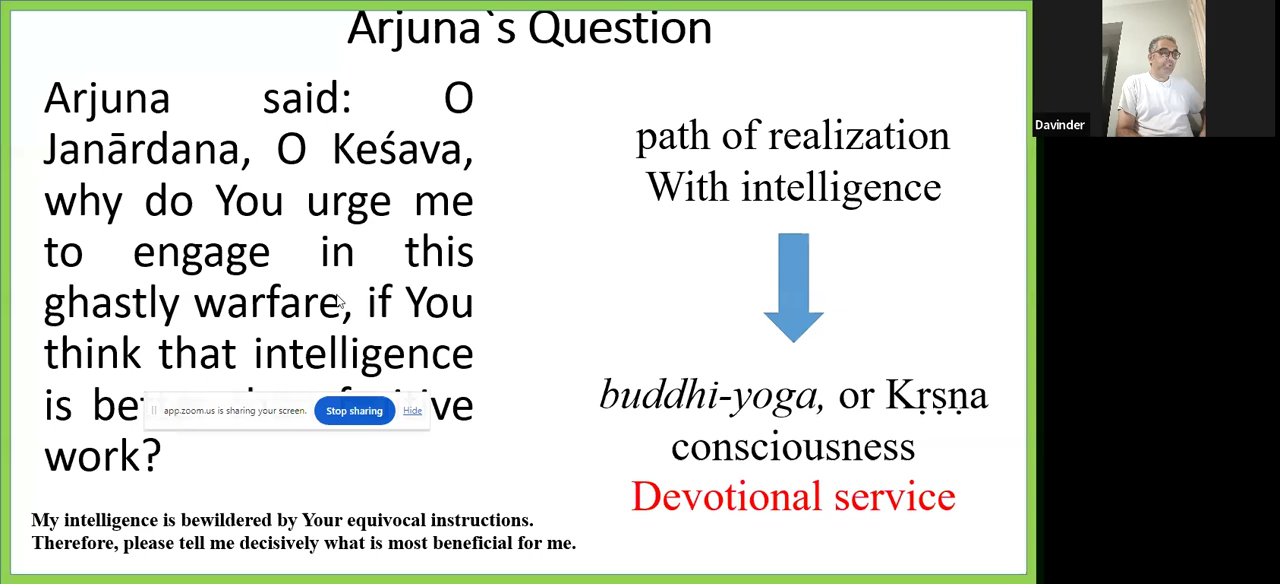 Arjuna`s Question
Arjuna said: O
Janārdana, O Keśava,
why do You urge me
to engage in this
ghastly warfare, if You
think that intelligence
is ive
work?
My intelligence is bewildered by Your equivocal instructions.
Therefore, please tell me decisively what is most beneficial for me.
path of realization
With intelligence
buddhi-yoga, or Kṛṣṇa
consciousness
Devotional service
app.zoom.us is sharing your screen.
Stop sharing
Hide
Davinder